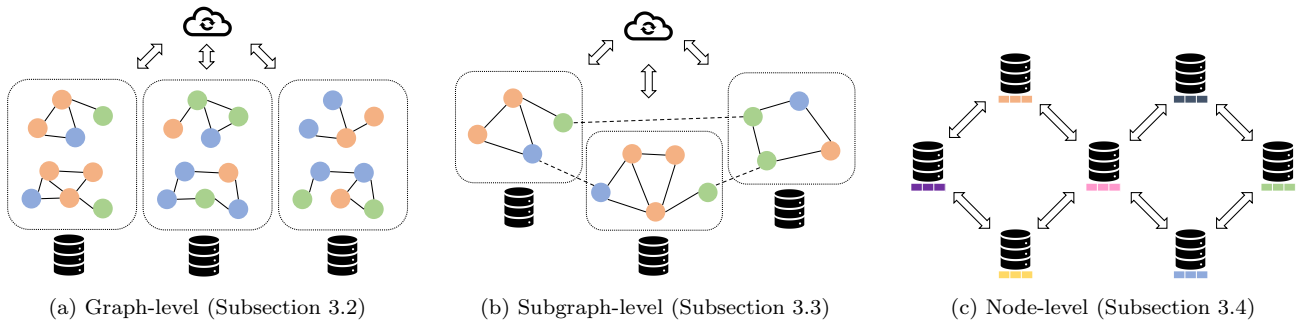 (a) Graph-level (Subsection 3.2)
(b) Subgraph-level (Subsection 3.3)
(c) Node-level (Subsection 3.4)